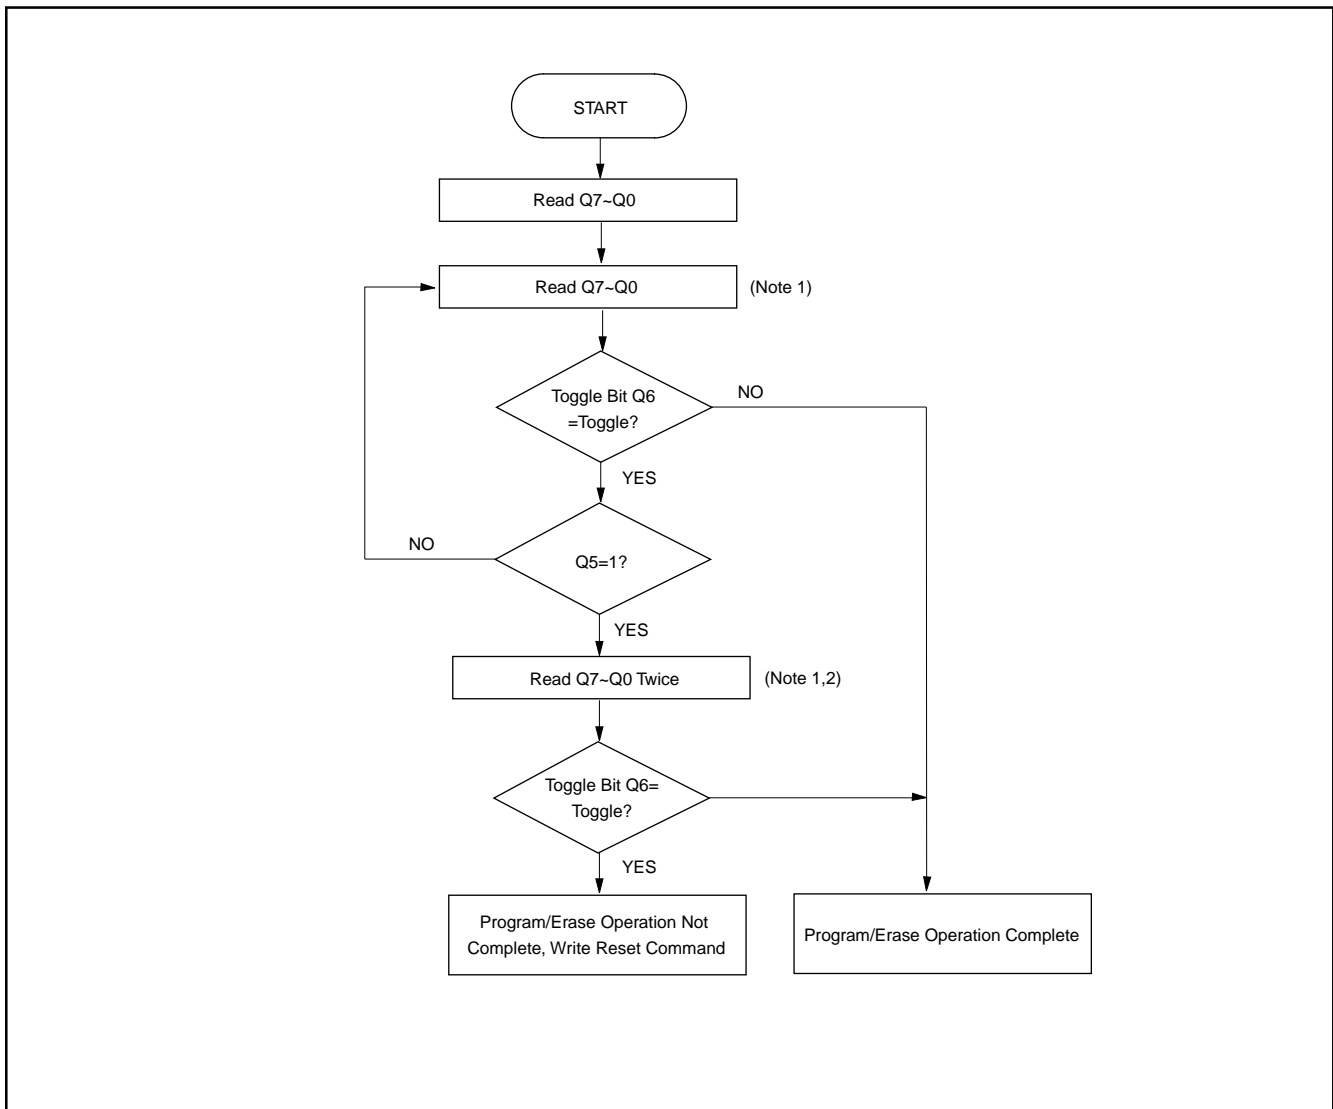 START
Read Q7~Q0
Read Q7~Q0
(Note 1)
Toggle Bit Q6
=Toggle?
NO
YES
NO
Q5=1?
YES
Read Q7~Q0 Twice
(Note 1,2)
Toggle Bit Q6=
Toggle?
YES
Program/Erase Operation Not
Complete, Write Reset Command
Program/Erase Operation Complete